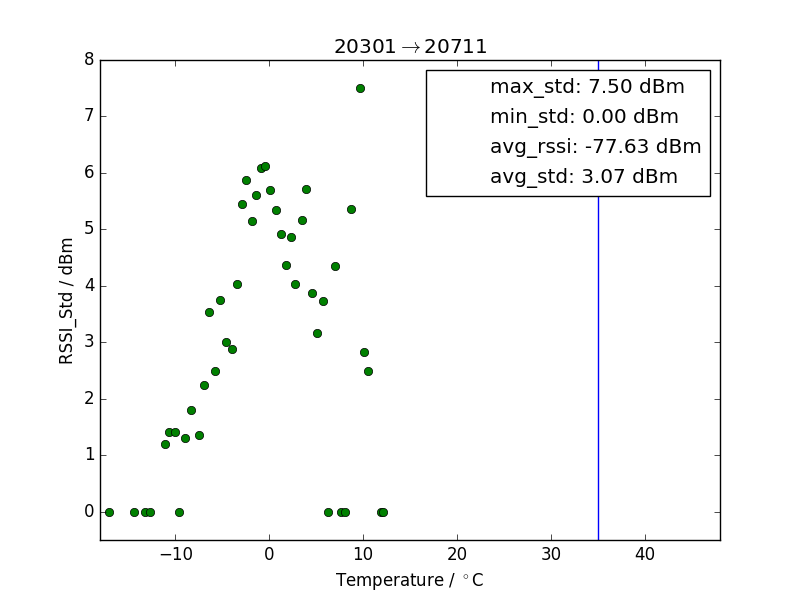 20301→20711
max_std: 7.50 dBm
min_std: 0.00 dBm
avg_rssi: -77.63 dBm
avg_std: 3.07 dBm
RSSI_Std / dBm
8
7
6
5
4
3
2
1
0
−10 0 10 20 30 40
Temperature / °C